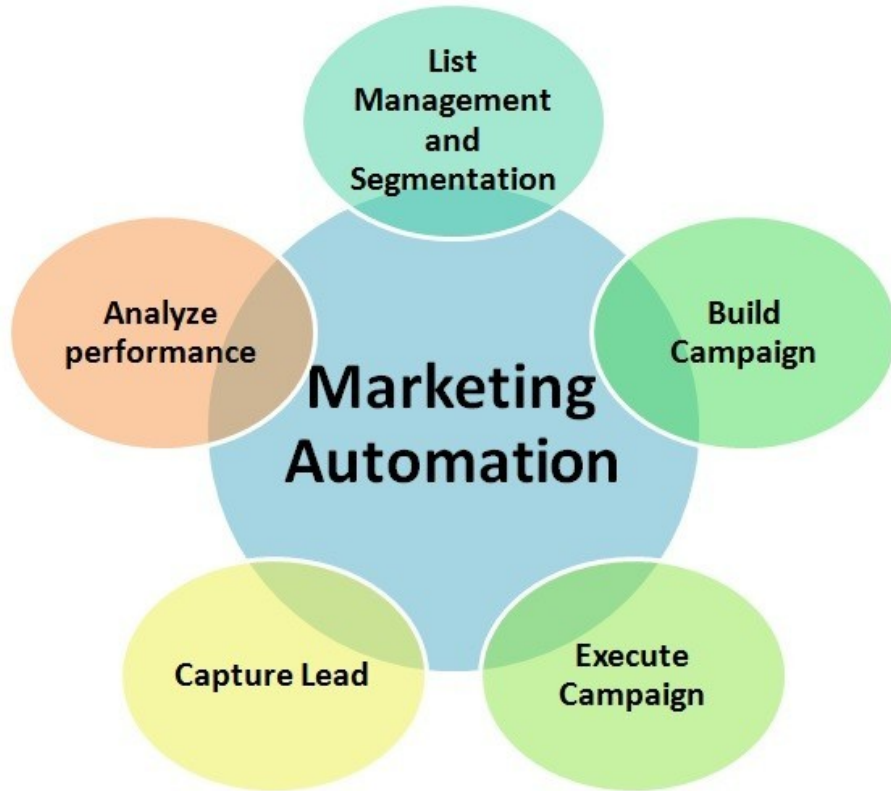 List
Management
and
Segmentation
Build
Campaign
Execute
Campaign
Capture Lead
Analyze
performance
Marketing
Automation